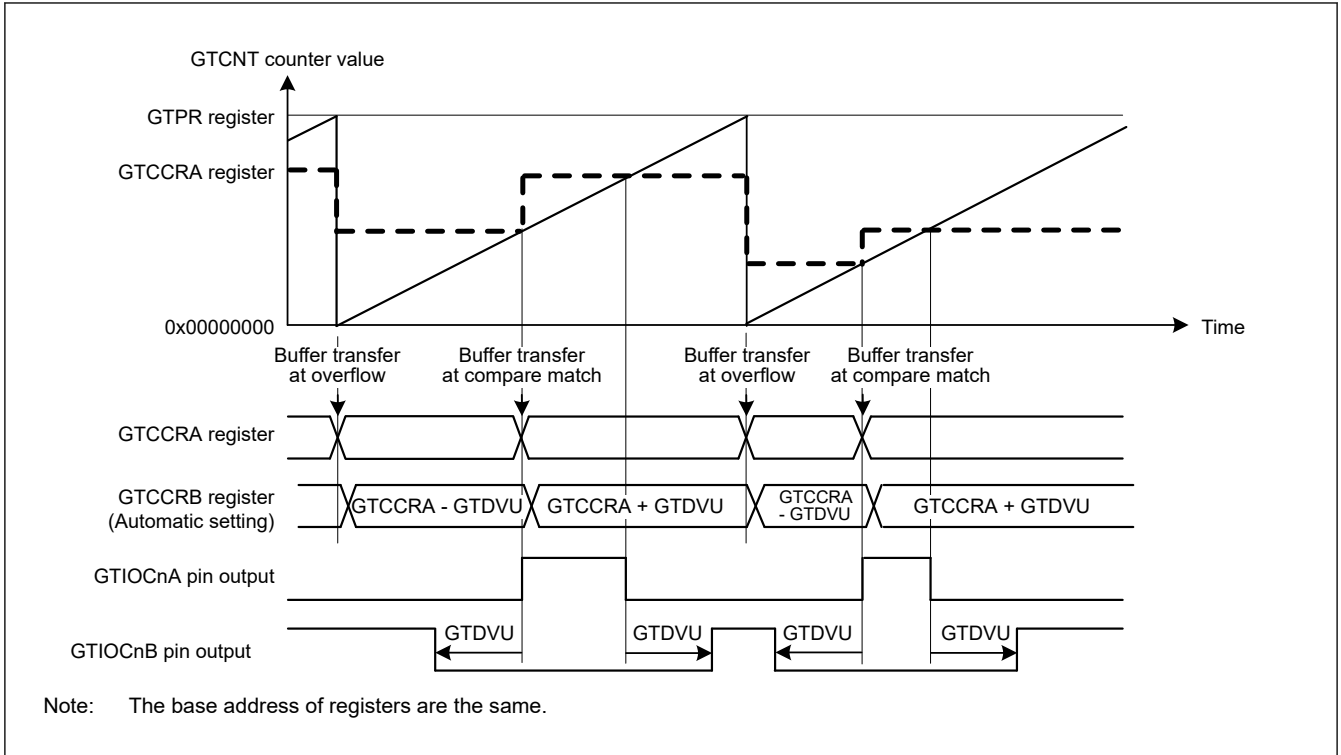 GTCNT counter value
GTPR register
GTCCRA register
0x00000000
Time
Buffer transfer
at overflow
Buffer transfer
at compare match
Buffer transfer
at overflow
Buffer transfer
at compare match
GTCCRA register
GTCCRB register
(Automatic setting)
GTCCRA - GTDVU
GTCCRA + GTDVU
GTCCRA
- GTDVU
GTCCRA + GTDVU
GTIOCnA pin output
GTIOCnB pin output
GTDVU
GTDVU
GTDVU
GTDVU
Note: The base address of registers are the same.